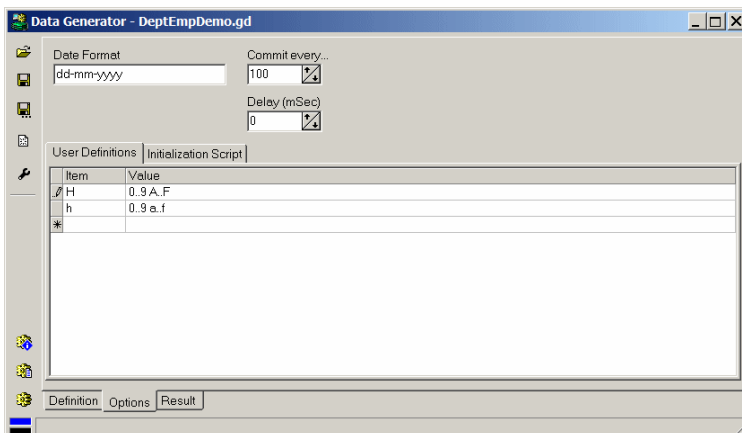 Data Generator - DeptEmpDemo.gd
Date Format
Commit every...
dd-mm-yyyy
100
Delay (mSec)
0
User Definitions
Initialization Script
Item
Value
H
0..9 A..F
h
0..9 a..f
Definition
Options
Result